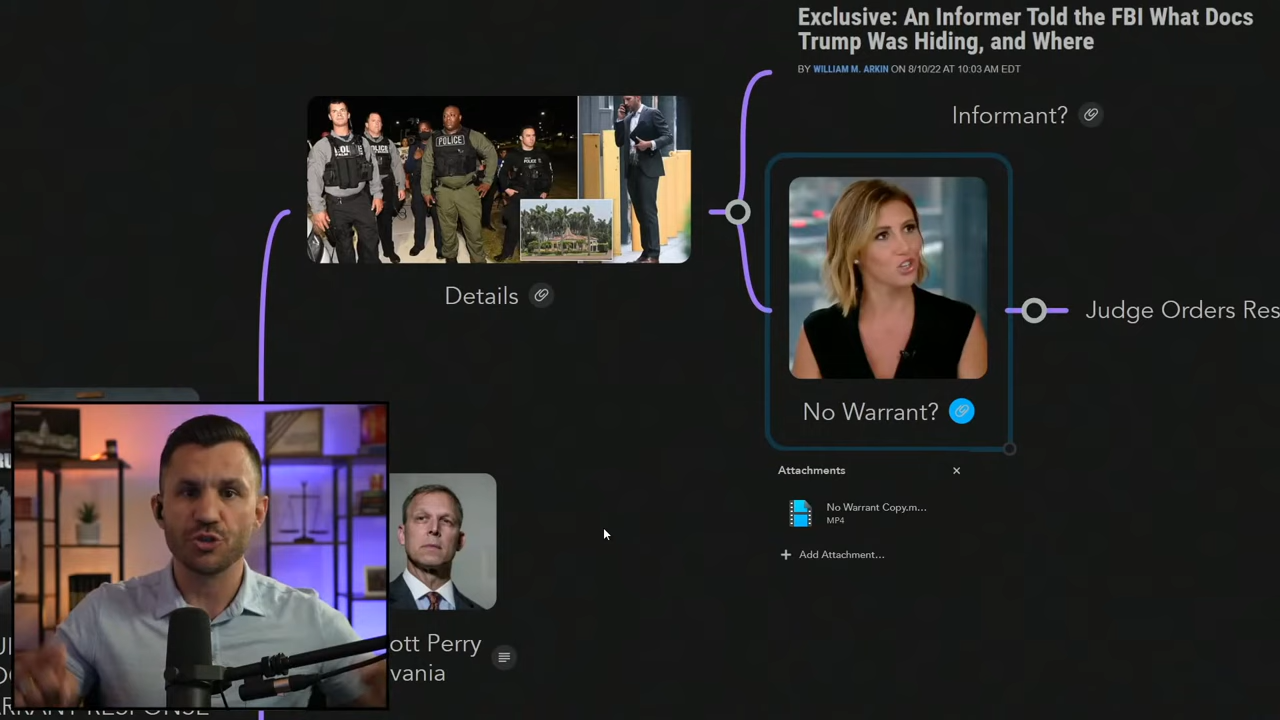 Exclusive: An Informer Told the FBI What Docs
Trump Was Hiding, and Where
BY WILLIAM M. ARKIN ON 8/10/22 AT 10:03 AM EDT
Informant?
POLICE
POLICE
Details
Judge Orders Res
No Warrant?
Attachments
No Warrant Copy.m...
MP4
Add Attachment...
ott Perry
vania
RRANT RESPONSE